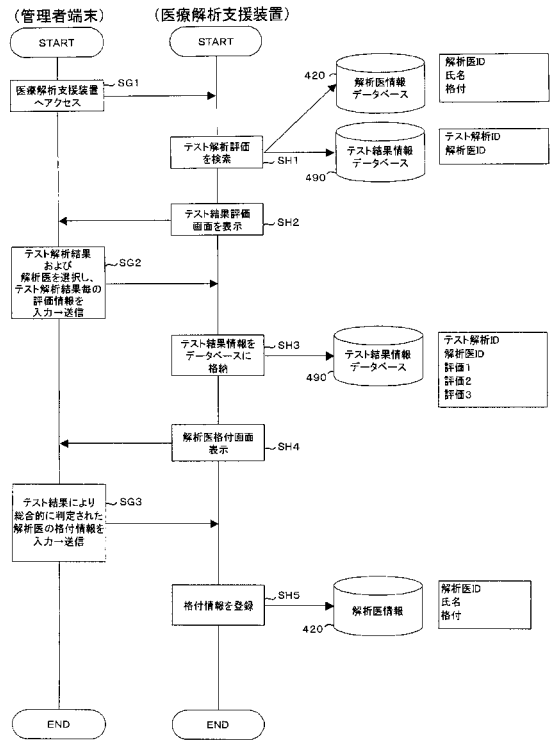 (管理者端末)
(医療解析支援装置)
START
START
医療解析支援装置
へアクセス
SG1
420
解析医情報
データベース
解析医ID
氏名
格付
テスト解析評価
を検索
SH1
テスト結果情報
データベース
490
テスト解析ID
解析医ID
テスト結果評価
画面を表示
SH2
テスト解析結果
および
解析医を選択し、
テスト解析結果毎の
評価情報を
入力→送信
SG2
テスト結果情報を
データベースに
格納
SH3
テスト結果情報
データベース
490
テスト解析ID
解析医ID
評価1
評価2
評価3
解析医格付画面
表示
SH4
テスト結果により
総合的に判定された
解析医の格付情報を
入力→送信
SG3
格付情報を登録
SH5
解析医情報
420
解析医ID
氏名
格付
END
END